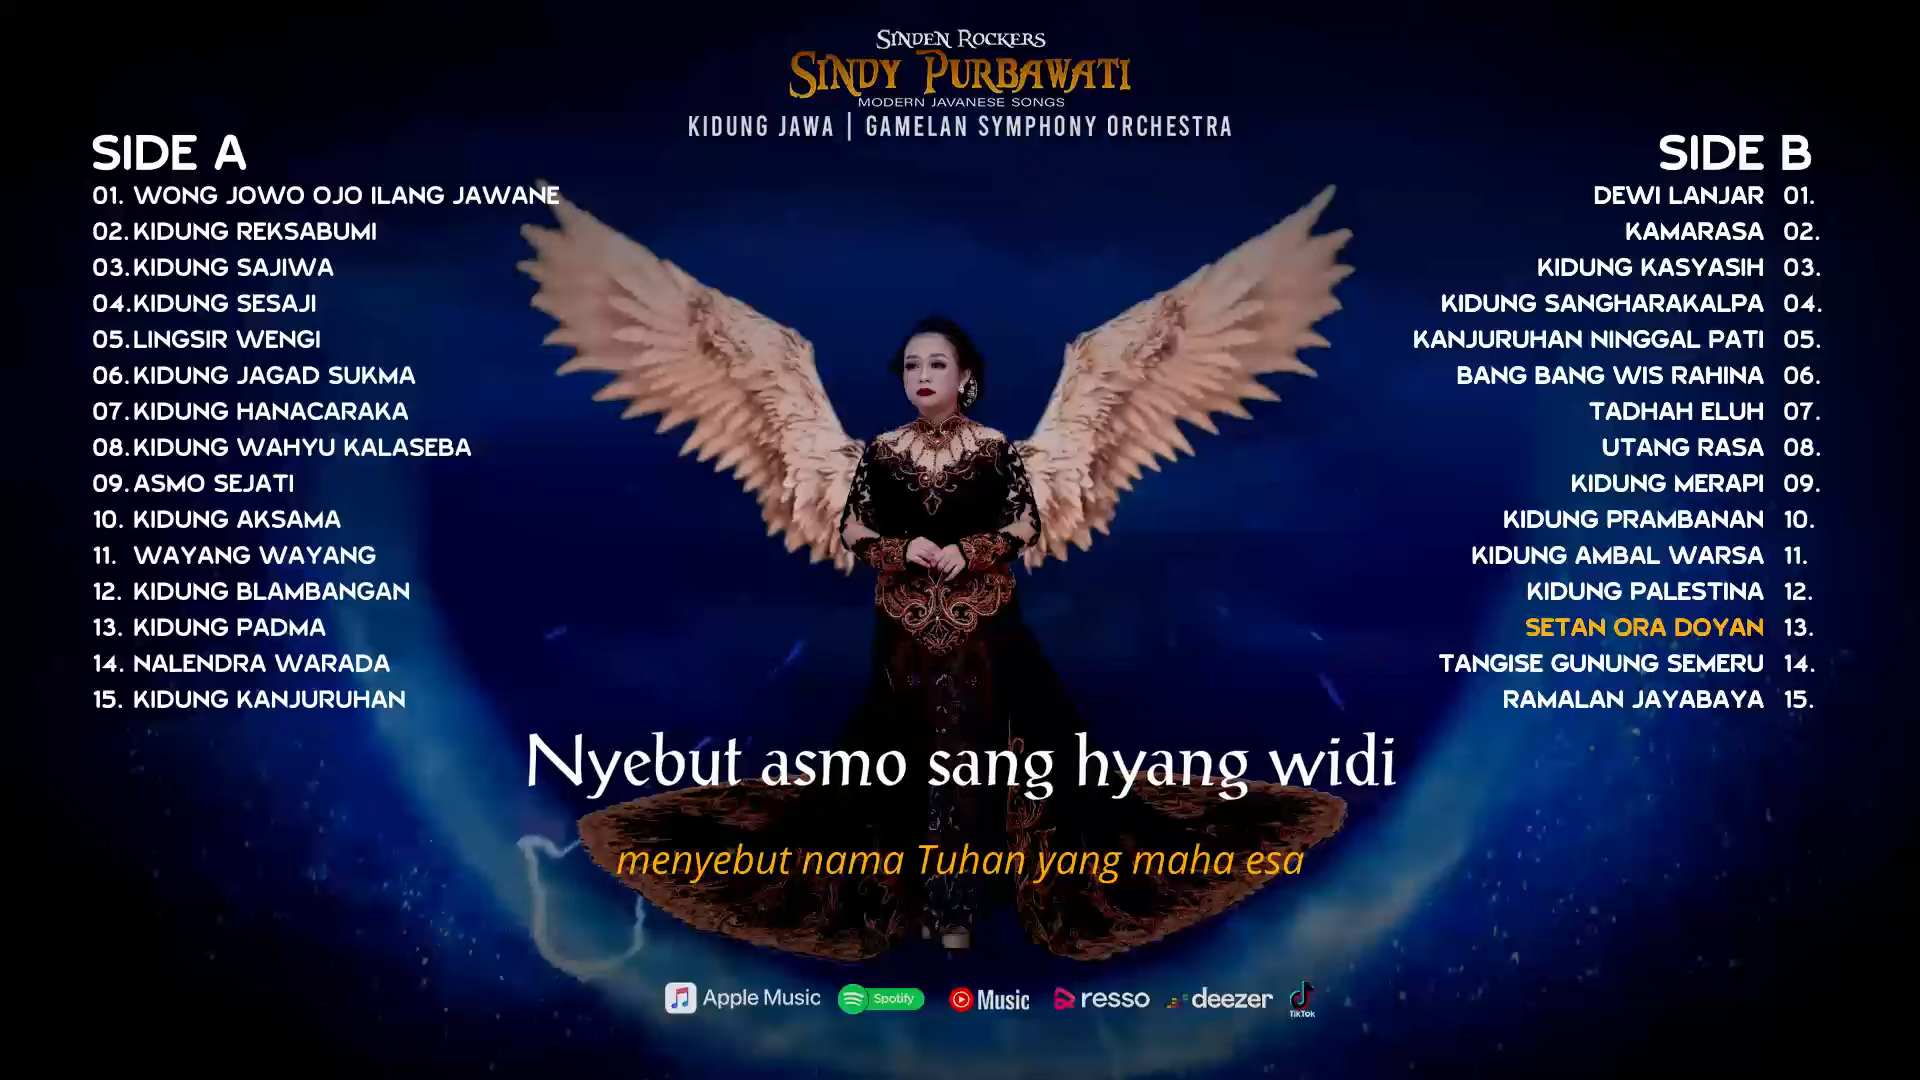 SINDEN ROCKERS
SINDY PURBAWATI
MODERN JAVANESE SONGS
KIDUNG JAWA | GAMELAN SYMPHONY ORCHESTRA
SIDE A
01. WONG JOWO OJO ILANG JAWANE
02. KIDUNG REKSABUMI
03. KIDUNG SAJIWA
04. KIDUNG SESAJI
05. LINGSIR WENGI
06. KIDUNG JAGAD SUKMA
07. KIDUNG HANACARAKA
08. KIDUNG WAHYU KALASEBA
09. ASMO SEJATI
10. KIDUNG AKSAMA
11. WAYANG WAYANG
12. KIDUNG BLAMBANGAN
13. KIDUNG PADMA
14. NALENDRA WARADA
15. KIDUNG KANJURUHAN
SIDE B
DEWI LANJAR 01.
KAMARASA 02.
KIDUNG KASYASIH 03.
KIDUNG SANGHARAKALPA 04.
KANJURUHAN NINGGAL PATI 05.
BANG BANG WIS RAHINA 06.
TADHAH ELUH 07.
UTANG RASA 08.
KIDUNG MERAPI 09.
KIDUNG PRAMBANAN 10.
KIDUNG AMBAL WARSA 11.
KIDUNG PALESTINA 12.
SETAN ORA DOYAN 13.
TANGISE GUNUNG SEMERU 14.
RAMALAN JAYABAYA 15.
Nyebut asmo sang hyang widi
menyebut nama Tuhan yang maha esa
Apple Music Spotify Music resso deezer TikTok